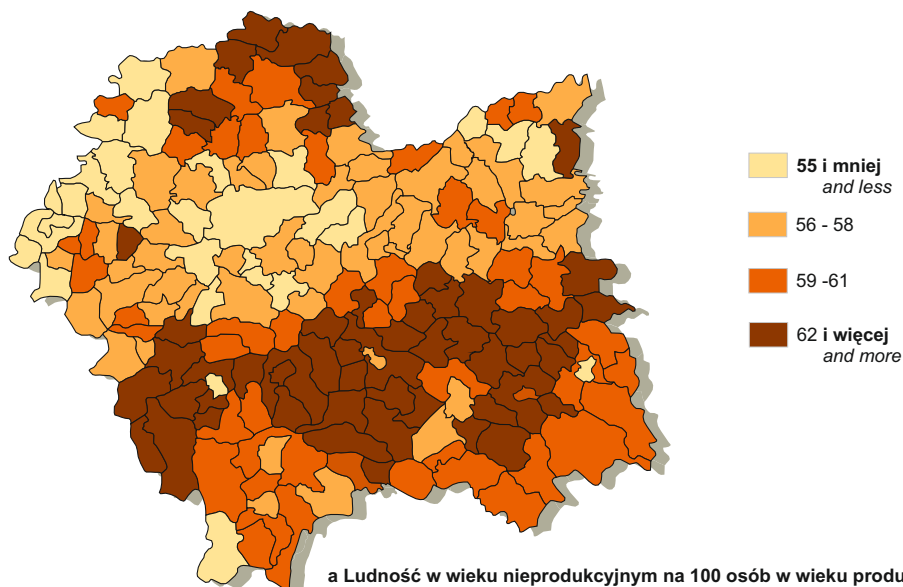 55 i mniej
and less
56 - 58
59 -61
62 i więcej
and more
a Ludność w wieku nieprodukcyjnym na 100 osób w wieku produ